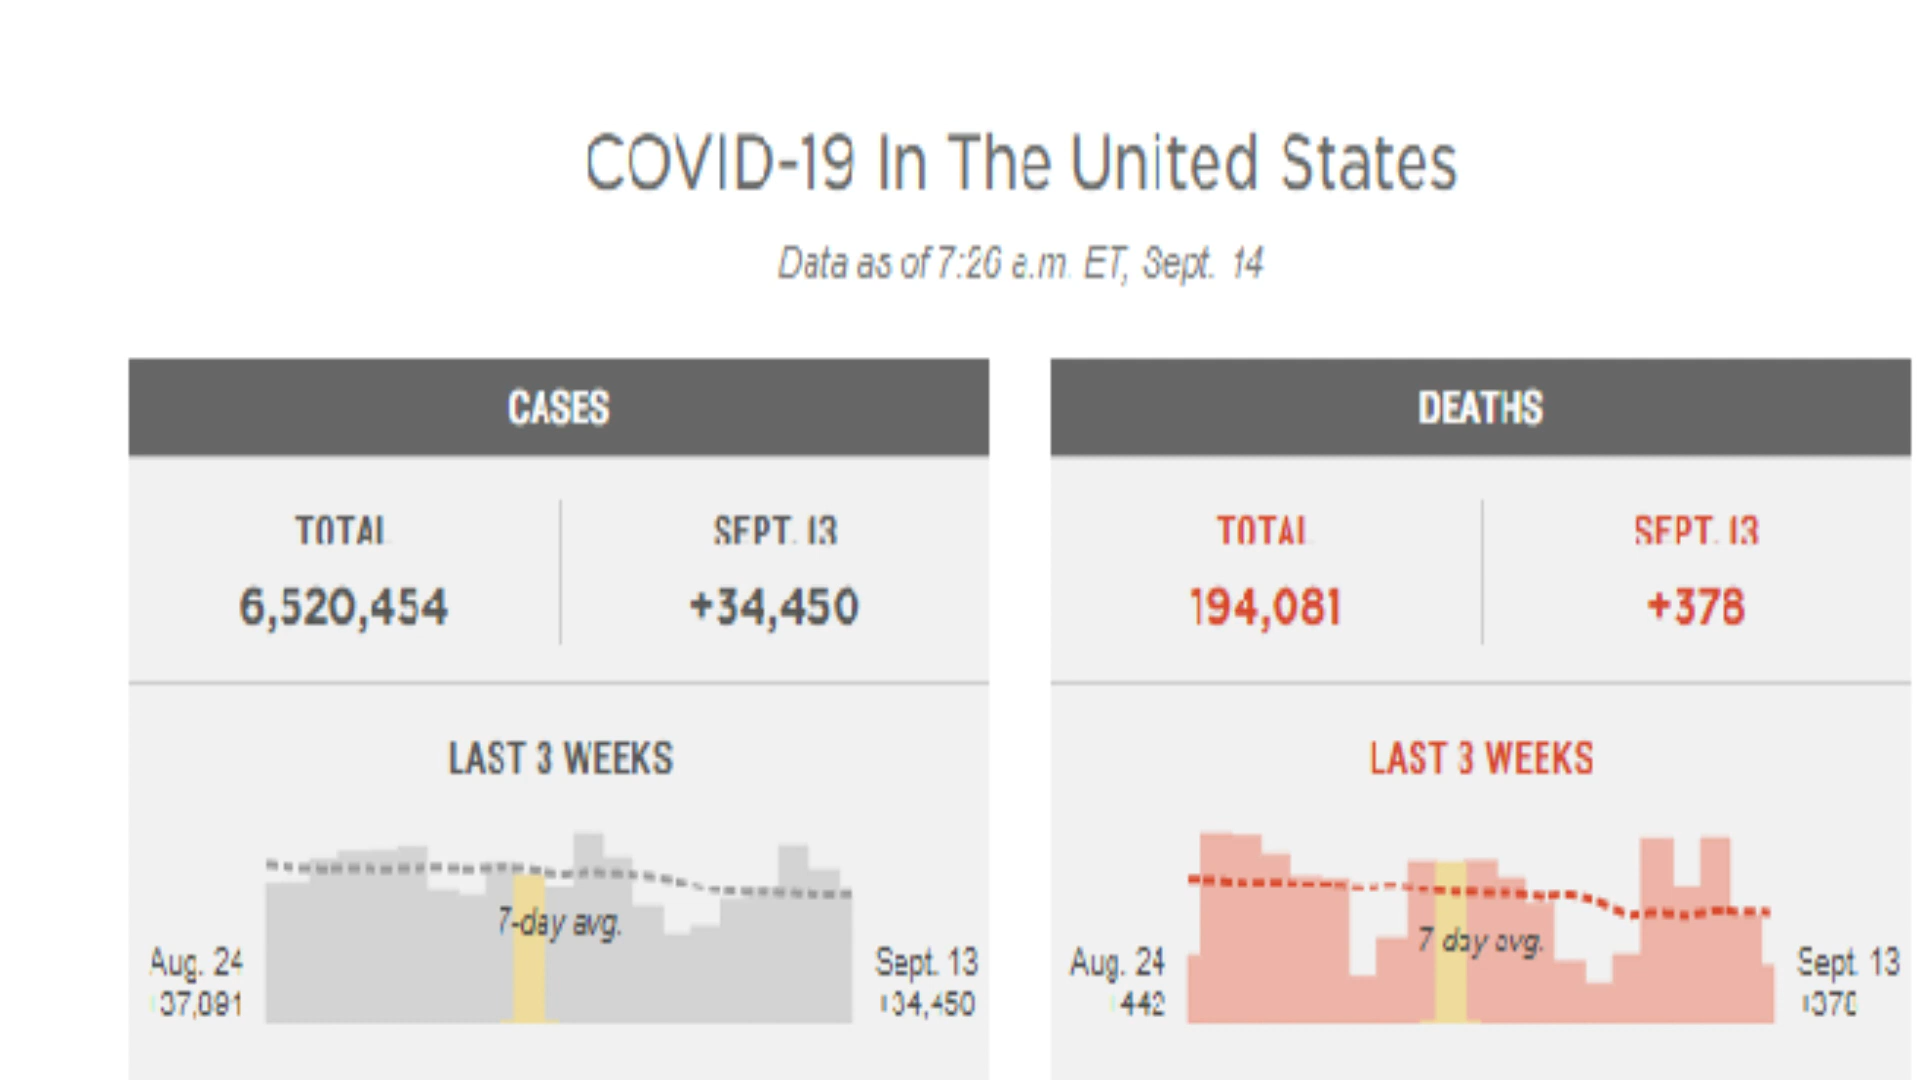 COVID-19 In The United States
Data as of 7:26 a.m. ET, Sept. 14
CASES
TOTAL
6,520,454
SEPT. 13
+34,450
LAST 3 WEEKS
7-day avg.
Aug. 24
+37,091
Sept. 13
+34,450
DEATHS
TOTAL
194,081
SEPT. 13
+378
LAST 3 WEEKS
7-day avg.
Aug. 24
+442
Sept. 13
+378